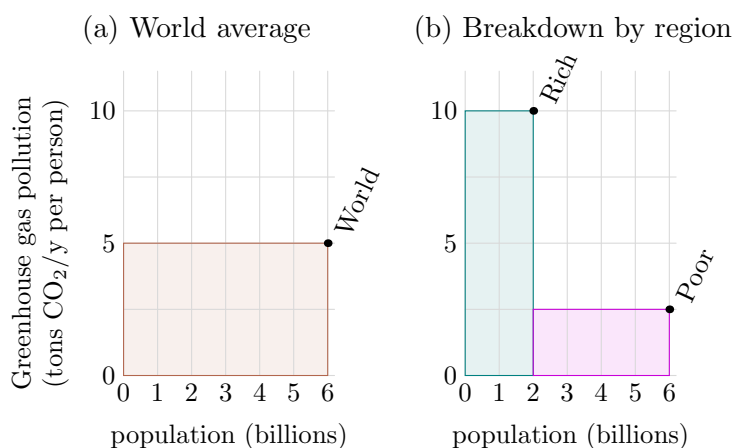 (a) World average
(b) Breakdown by region
Greenhouse gas pollution
(tons CO₂/y per person)
10
5
0
0 1 2 3 4 5 6
World
population (billions)
10
5
0
0 1 2 3 4 5 6
Rich
Poor
population (billions)